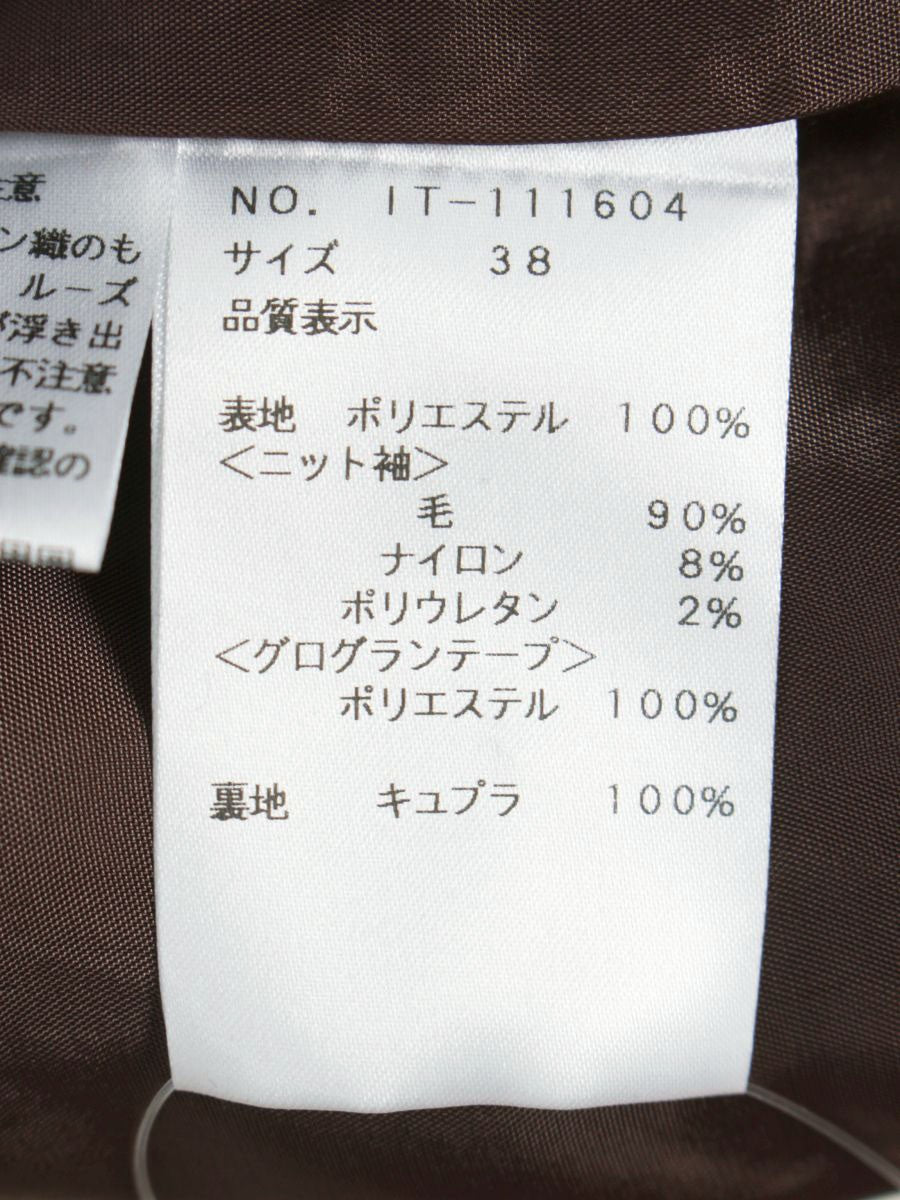 注意
ン織のも
ルーズ
が浮き出
不注意
です。
確認の
NO. IT-111604
サイズ 38
品質表示
表地 ポリエステル 100%
<ニット袖>
毛 90%
ナイロン 8%
ポリウレタン 2%
<グログランテープ>
ポリエステル 100%
裏地 キュプラ 100%